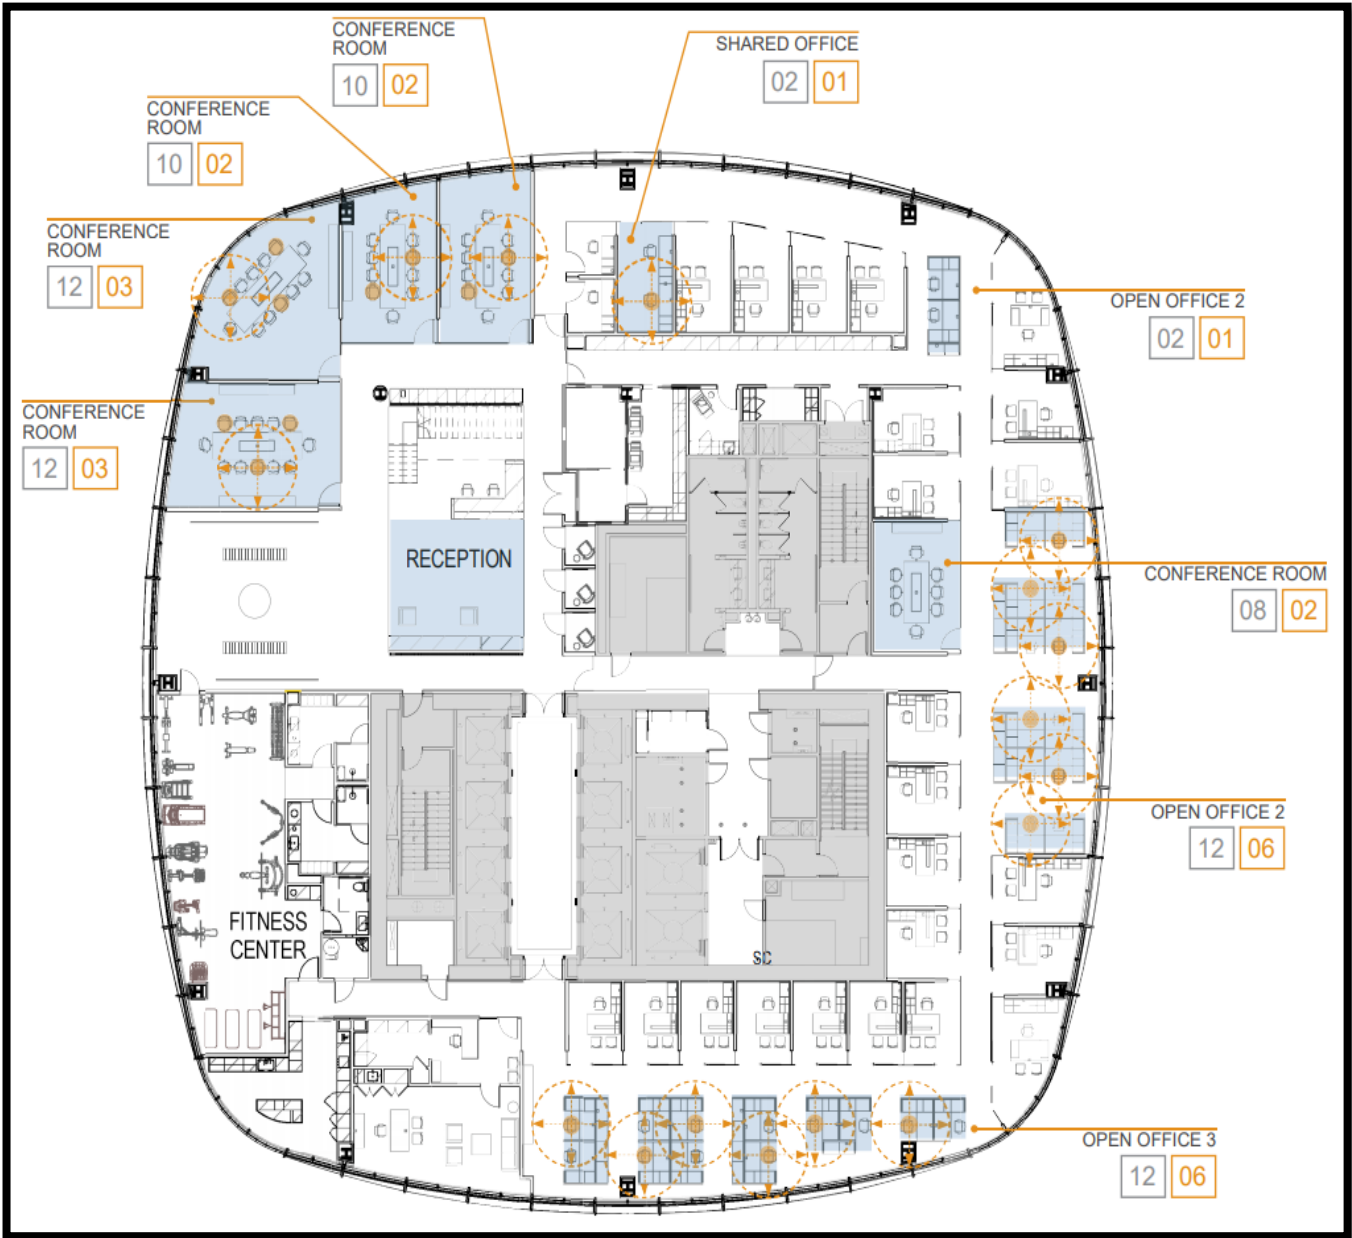 CONFERENCE
ROOM
10 02
SHARED OFFICE
02 01
CONFERENCE
ROOM
10 02
CONFERENCE
ROOM
12 03
OPEN OFFICE 2
02 01
CONFERENCE
ROOM
12 03
RECEPTION
CONFERENCE ROOM
08 02
OPEN OFFICE 2
12 06
FITNESS
CENTER
SC
OPEN OFFICE 3
12 06